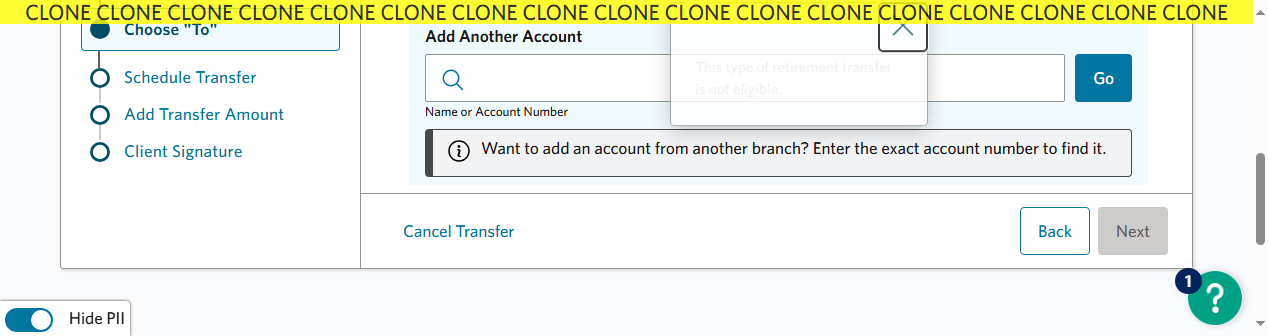 CLONE CLONE CLONE CLONE CLONE CLONE CLONE CLONE CLONE CLONE CLONE CLONE CLONE CLONE CLONE CLONE CLONE
Choose "To"
Schedule Transfer
Add Transfer Amount
Client Signature
Add Another Account
This type of retirement transfer
is not eligible.
Go
Name or Account Number
Want to add an account from another branch? Enter the exact account number to find it.
Cancel Transfer
Back
Next
1
?
Hide PII